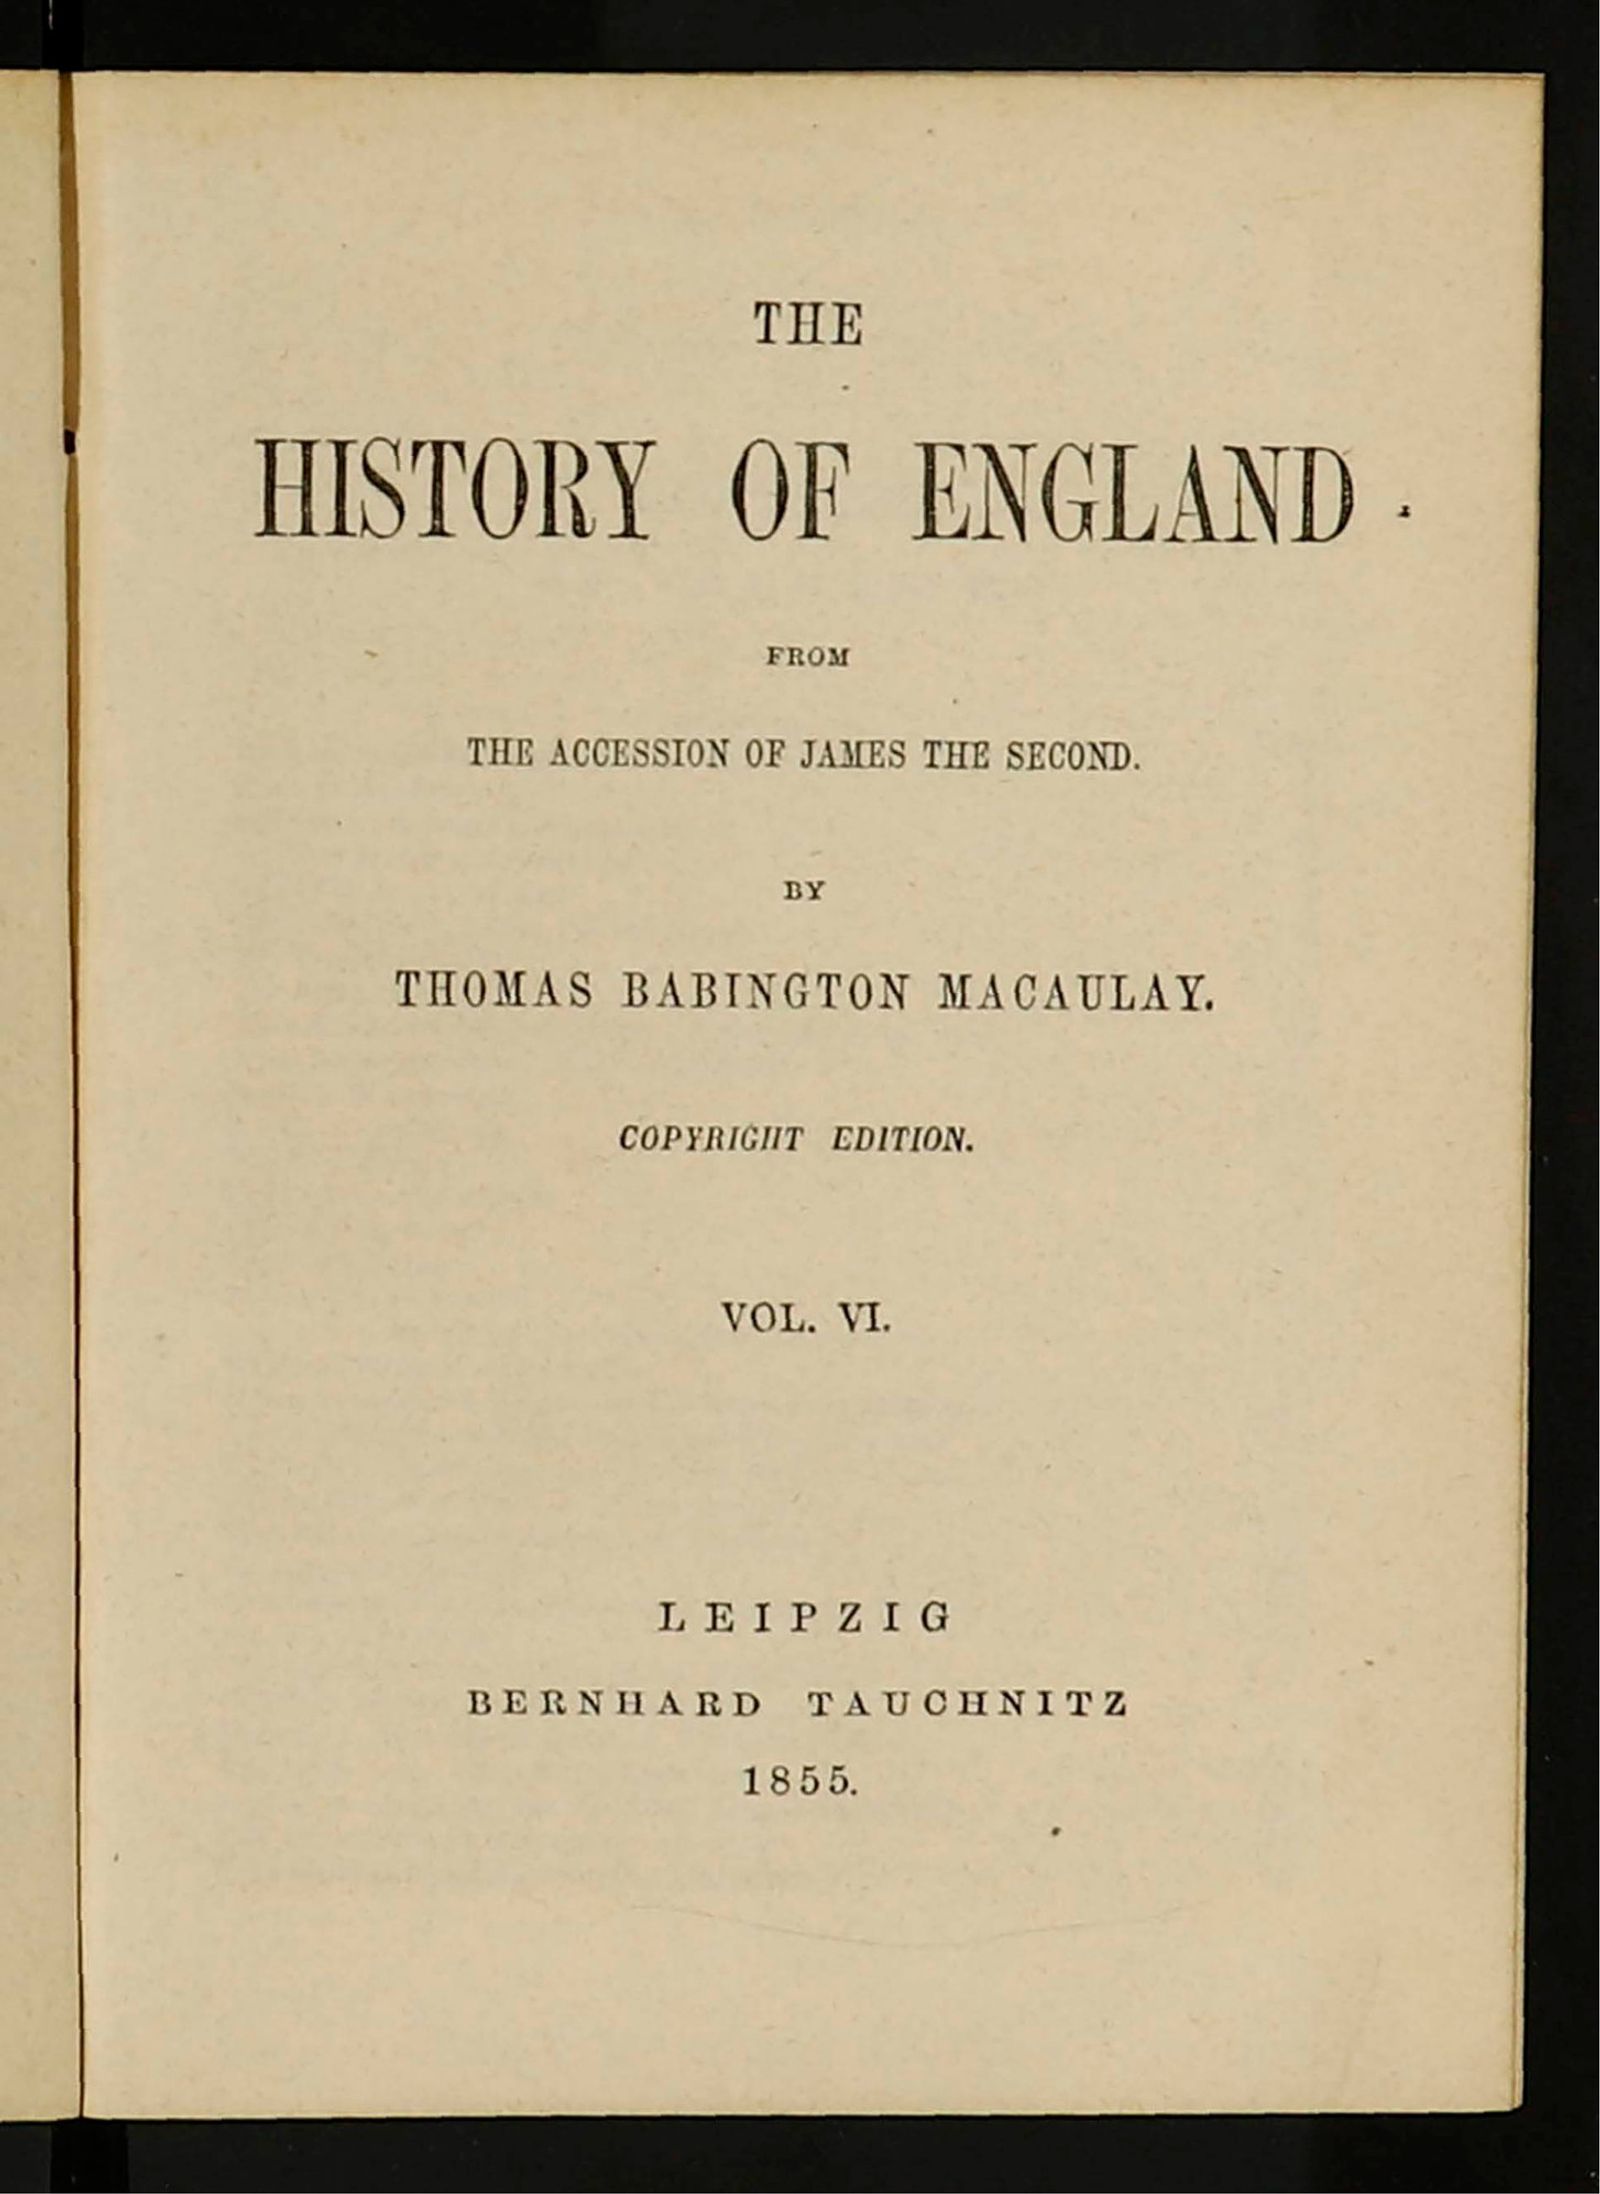 THE
HISTORY OF ENGLAND
FROM
THE ACCESSION OF JAMES THE SECOND.
BY
THOMAS BABINGTON MACAULAY.
COPYRIGHT EDITION.
VOL. VI.
LEIPZIG
BERNHARD TAUCHNITZ
1855.